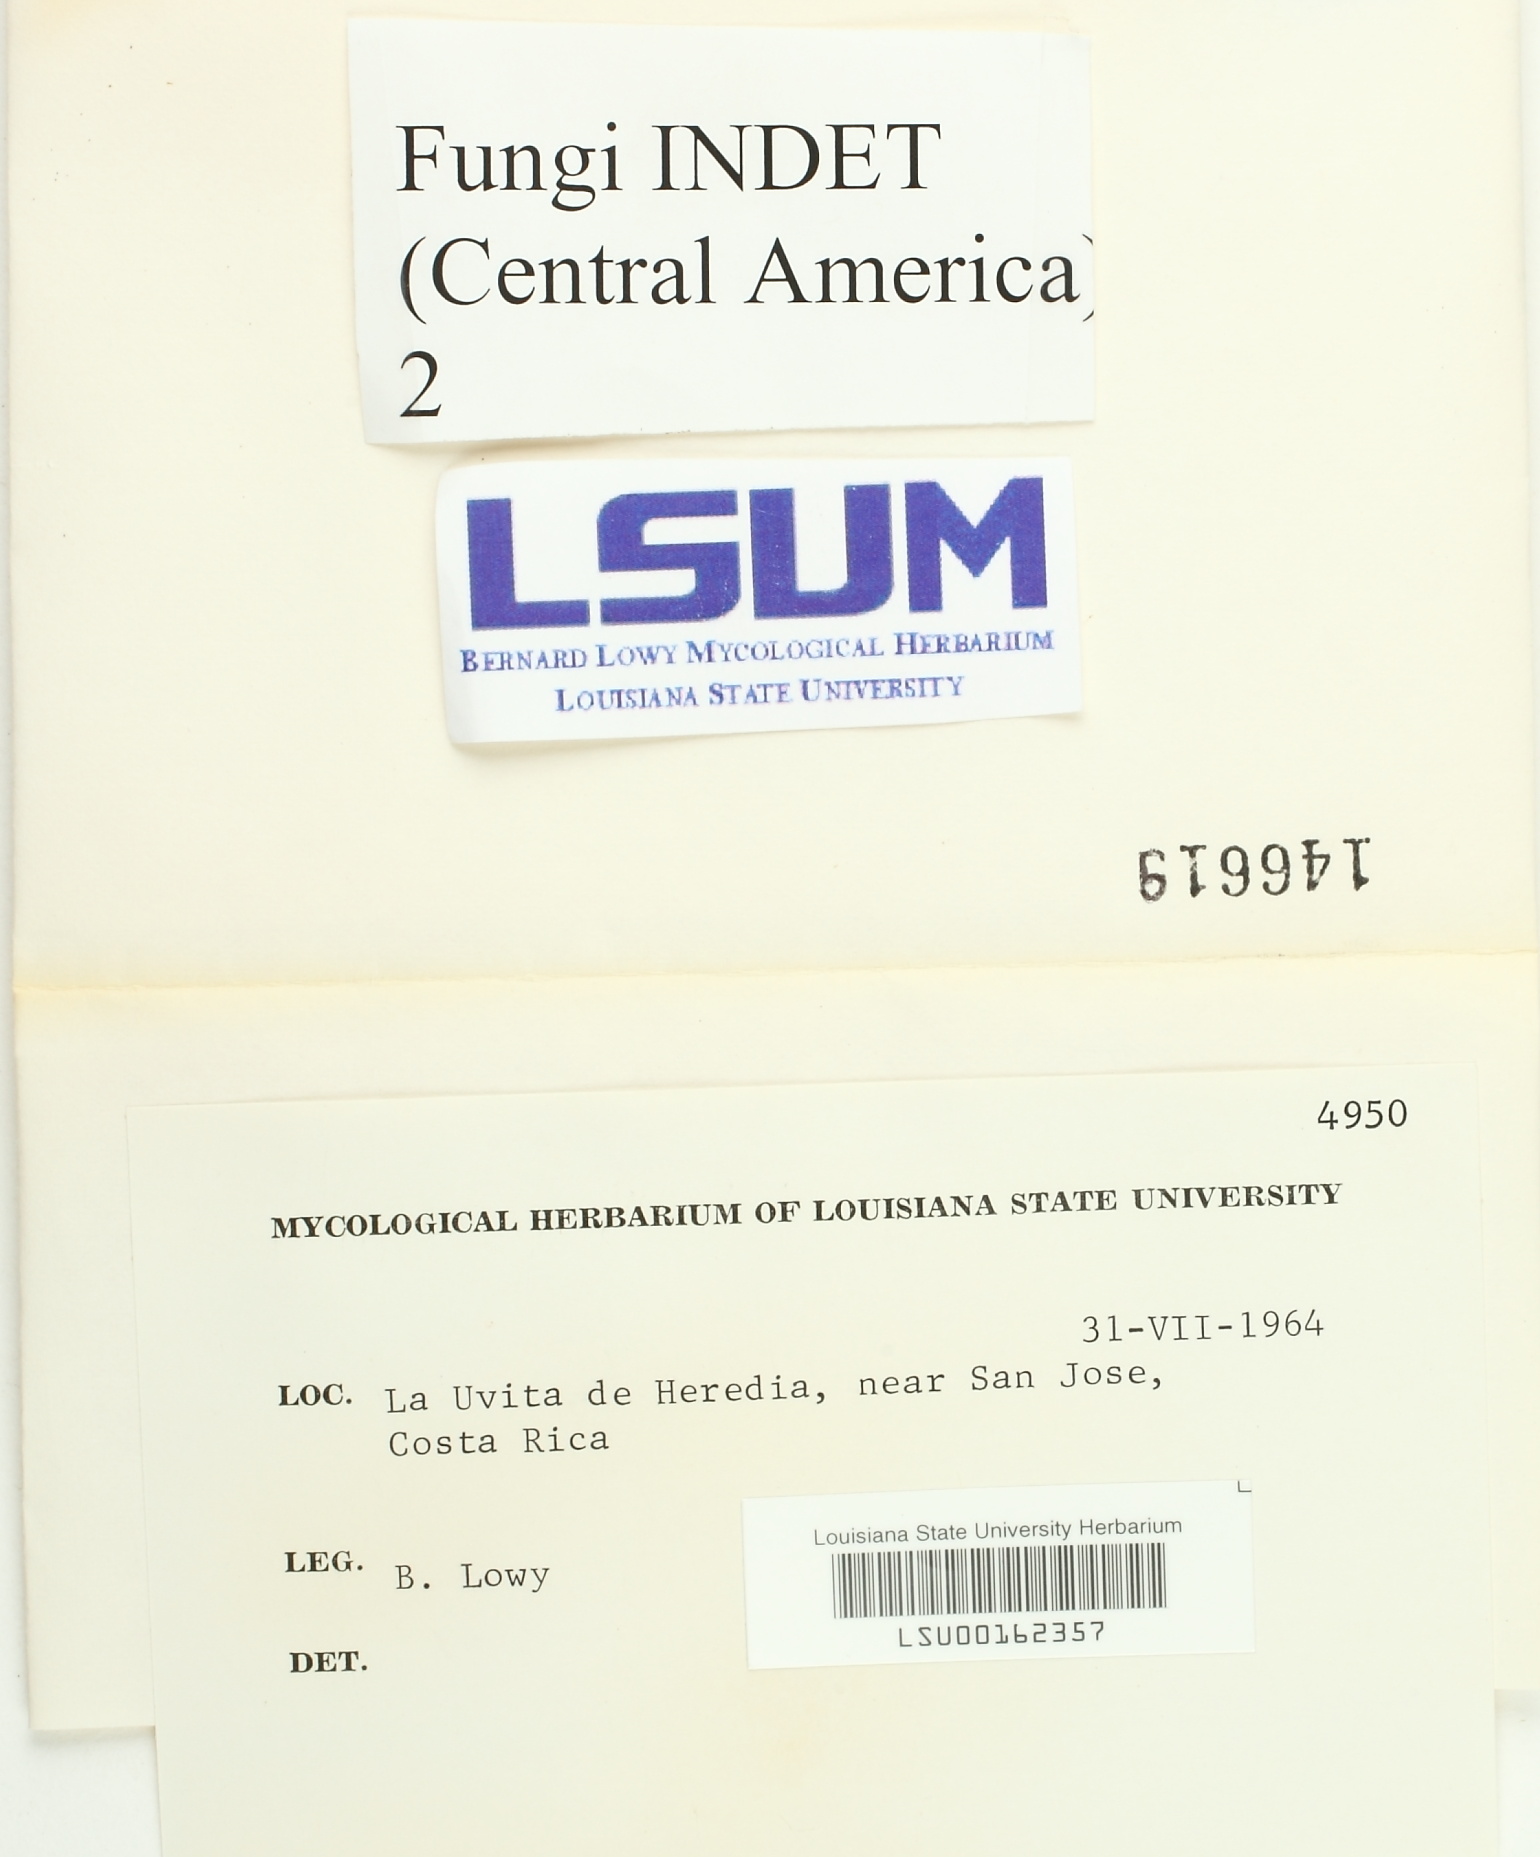 Fungi INDET
(Central America)
2
LSUM
BERNARD LOWY MYCOLOGICAL HERBARIUM
LOUISIANA STATE UNIVERSITY
146619
4950
MYCOLOGICAL HERBARIUM OF LOUISIANA STATE UNIVERSITY
31-VII-1964
LOC. La Uvita de Heredia, near San Jose,
Costa Rica
Louisiana State University Herbarium
LEG. B. Lowy
LSU00162357
DET.